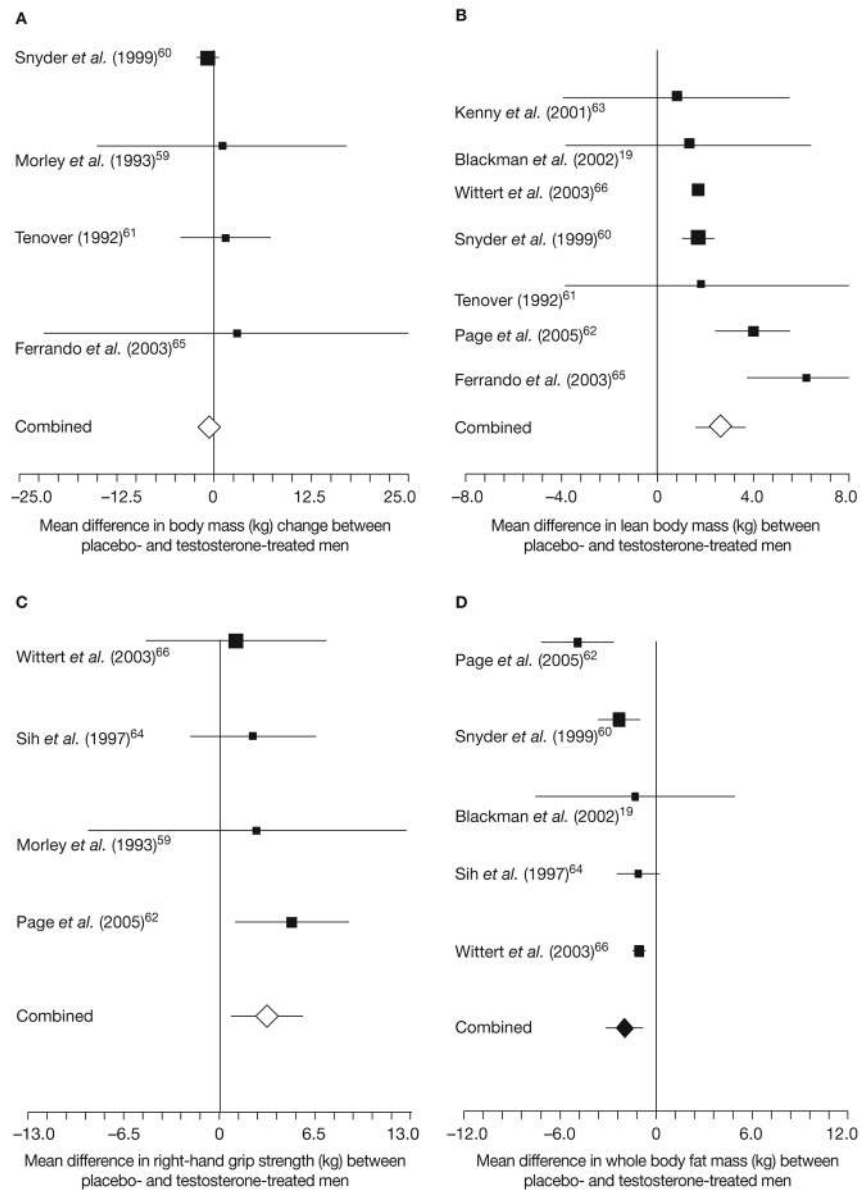 A
Snyder et al. (1999)60
Morley et al. (1993)59
Tenover (1992)61
Ferrando et al. (2003)65
Combined
−25.0 −12.5 0 12.5 25.0
Mean difference in body mass (kg) change between
placebo- and testosterone-treated men
B
Kenny et al. (2001)63
Blackman et al. (2002)19
Wittert et al. (2003)66
Snyder et al. (1999)60
Tenover (1992)61
Page et al. (2005)62
Ferrando et al. (2003)65
Combined
−8.0 −4.0 0 4.0 8.0
Mean difference in lean body mass (kg) between
placebo- and testosterone-treated men
C
Wittert et al. (2003)66
Sih et al. (1997)64
Morley et al. (1993)59
Page et al. (2005)62
Combined
−13.0 −6.5 0 6.5 13.0
Mean difference in right-hand grip strength (kg) between
placebo- and testosterone-treated men
D
Page et al. (2005)62
Snyder et al. (1999)60
Blackman et al. (2002)19
Sih et al. (1997)64
Wittert et al. (2003)66
Combined
−12.0 −6.0 0 6.0 12.0
Mean difference in whole body fat mass (kg) between
placebo- and testosterone-treated men